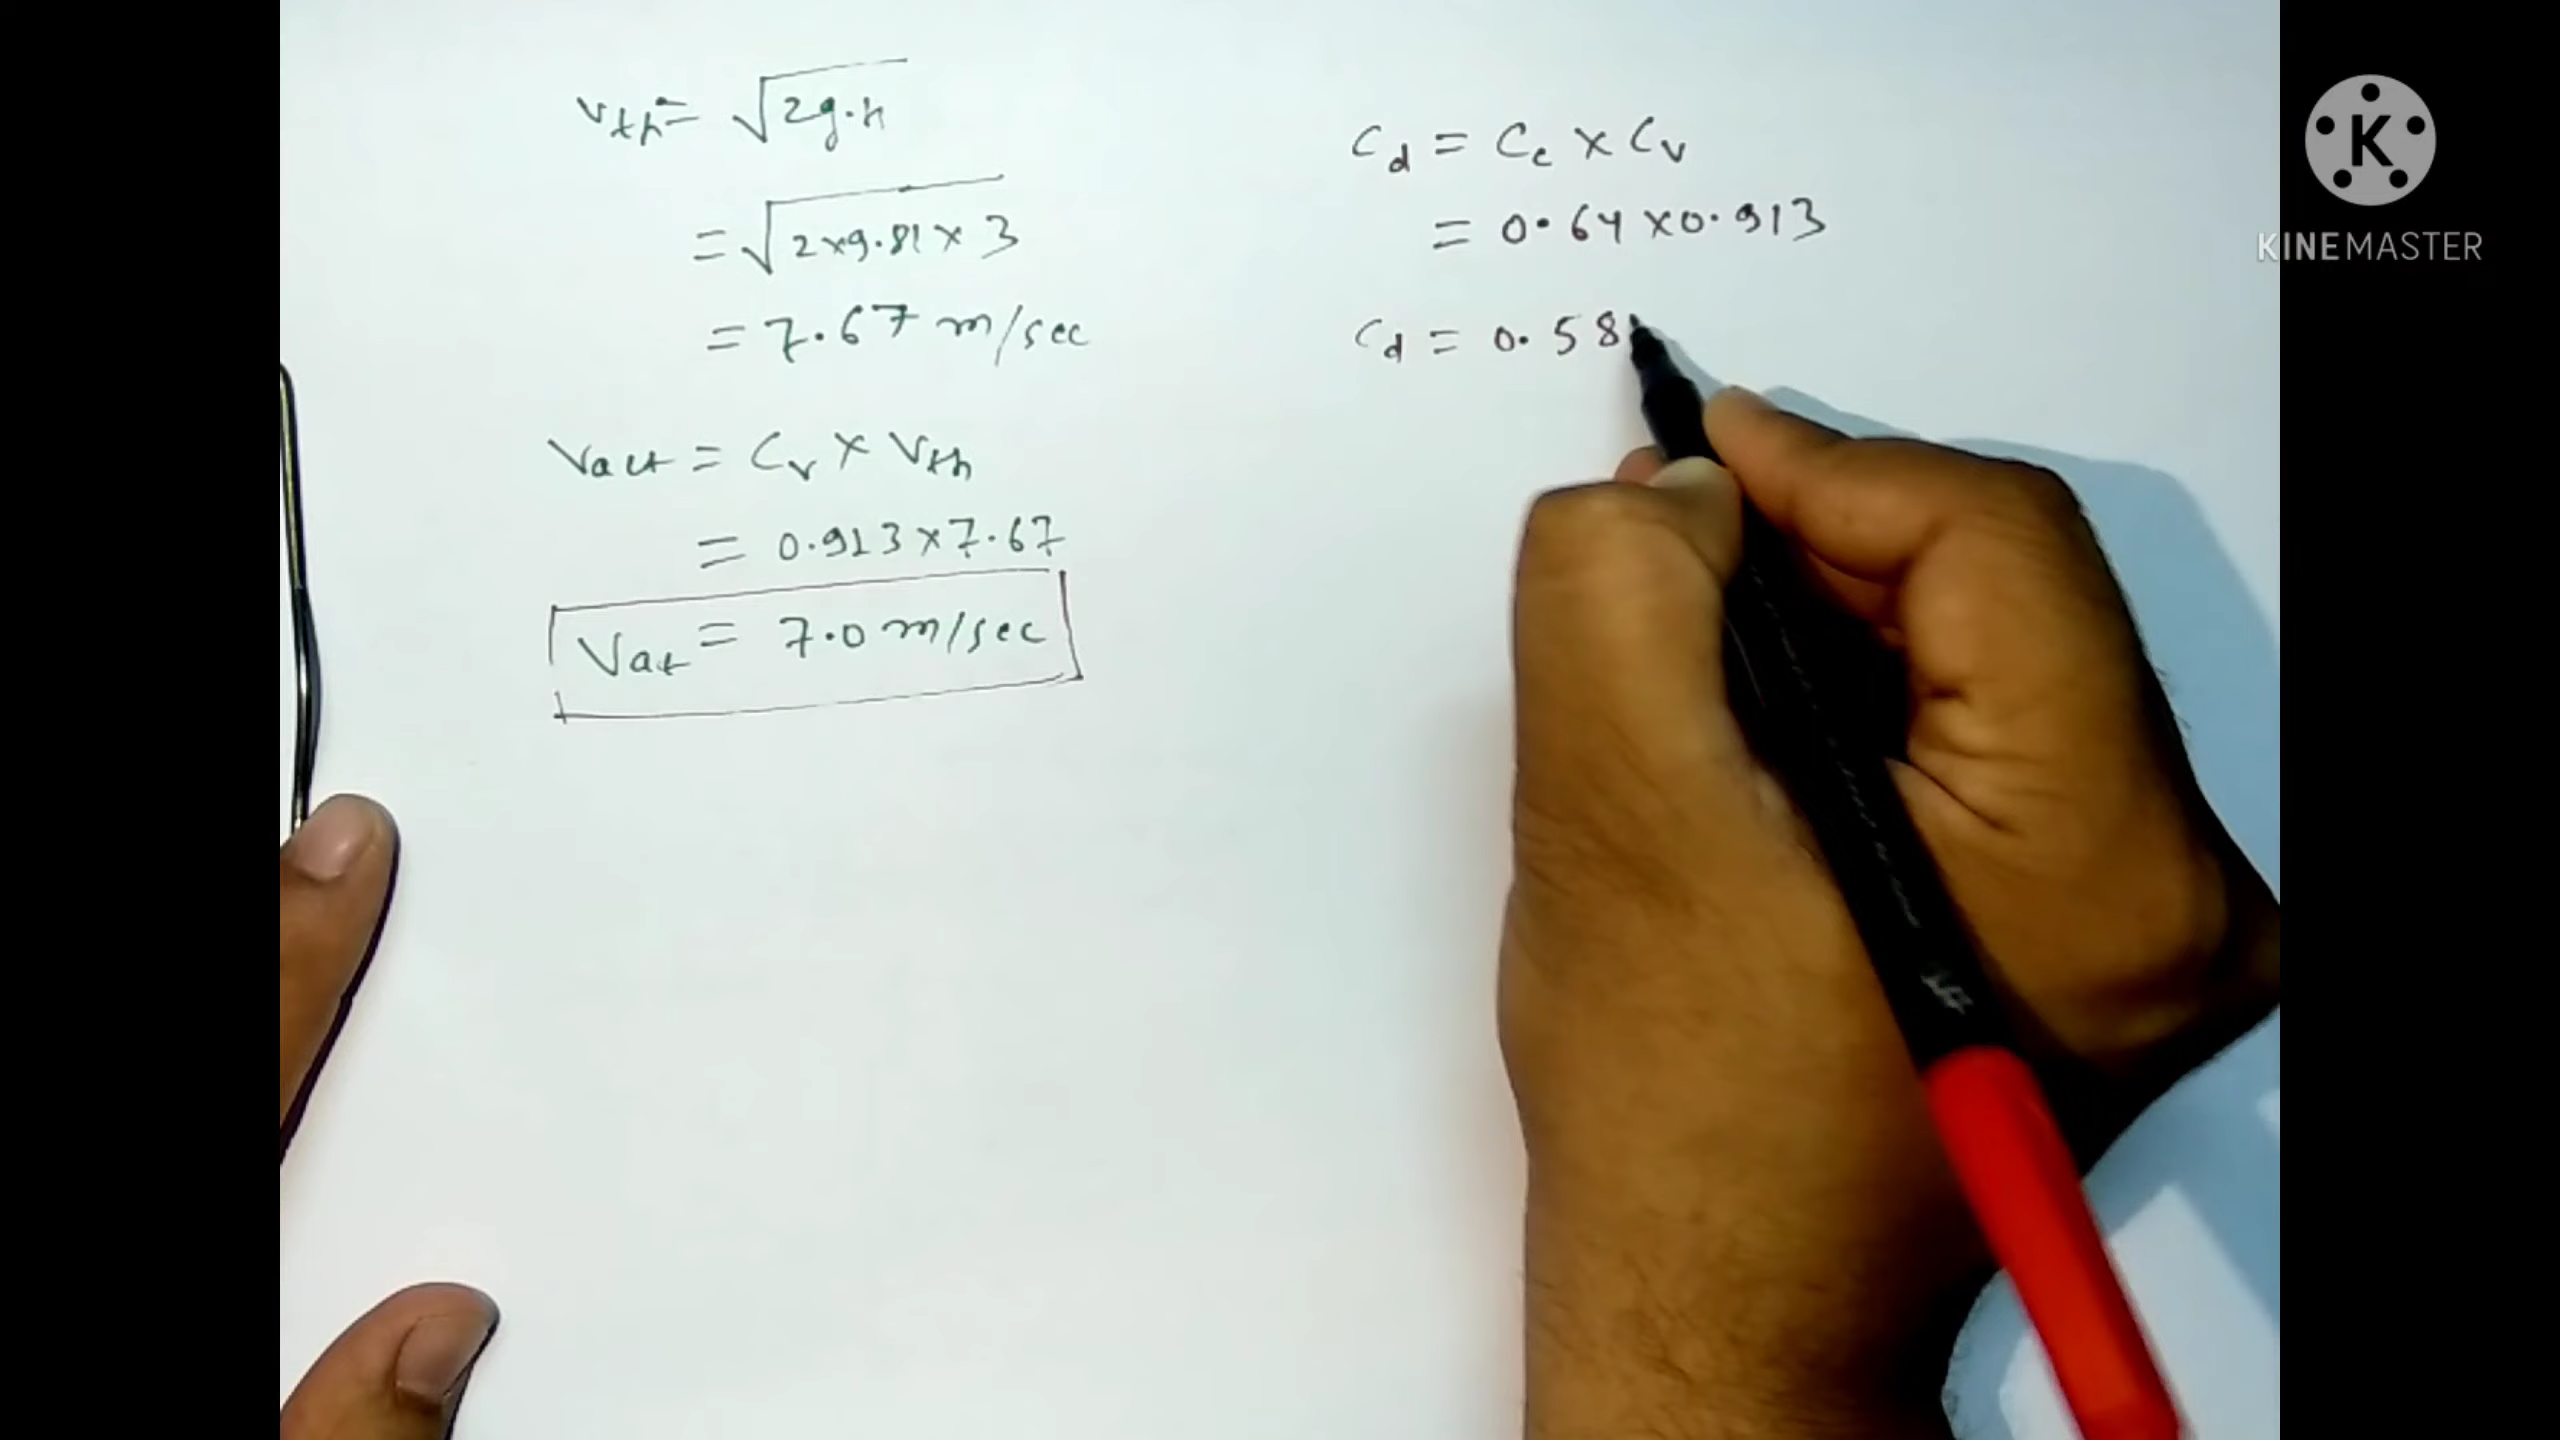 Vth = √2g.h
= √2×9.81×3
= 7.67 m/sec
Vact = Cv × Vth
= 0.913×7.67
Vat = 7.0 m/sec
Cd = Cc × Cv
= 0.64×0.913
Cd = 0.58
K
KINEMASTER